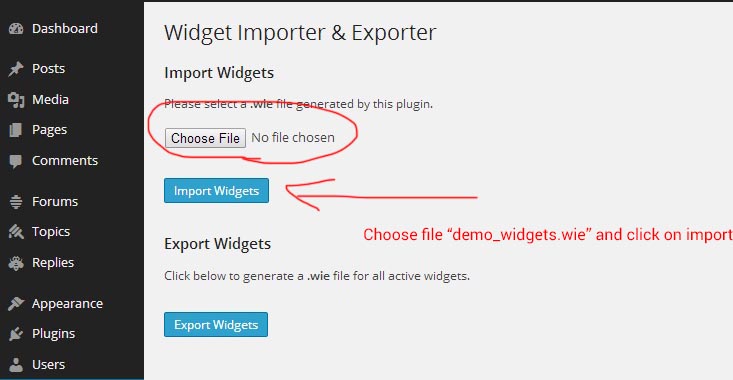 Dashboard
Posts
Media
Pages
Comments
Forums
Topics
Replies
Appearance
Plugins
Users
Widget Importer & Exporter
Import Widgets
Please select a .wie file generated by this plugin.
Choose File No file chosen
Import Widgets
Choose file “demo_widgets.wie” and click on import
Export Widgets
Click below to generate a .wie file for all active widgets.
Export Widgets